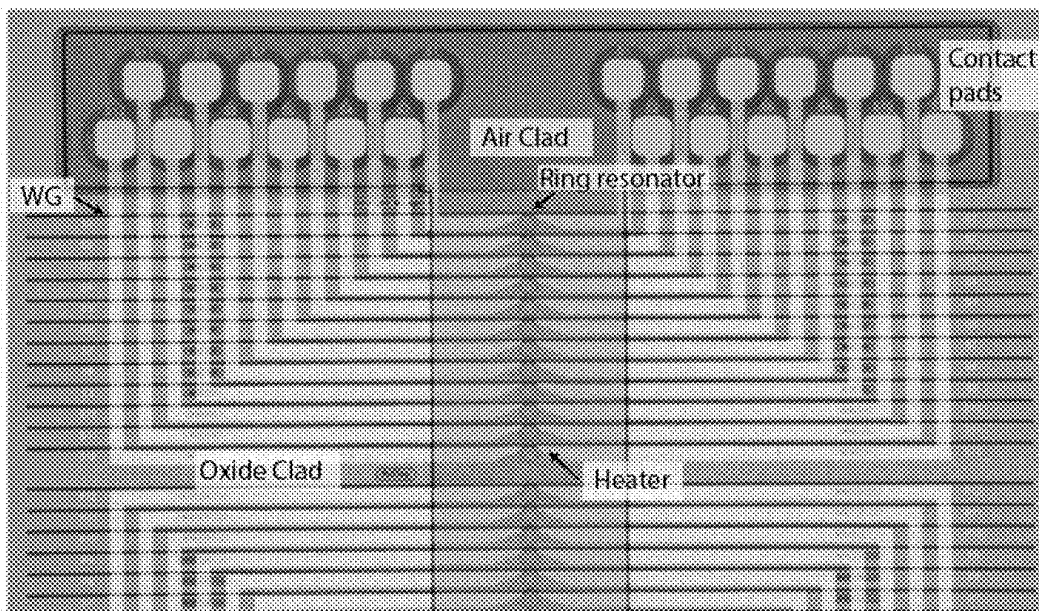 Contact
pads
Air Clad
Ring resonator
WG
Oxide Clad
Heater